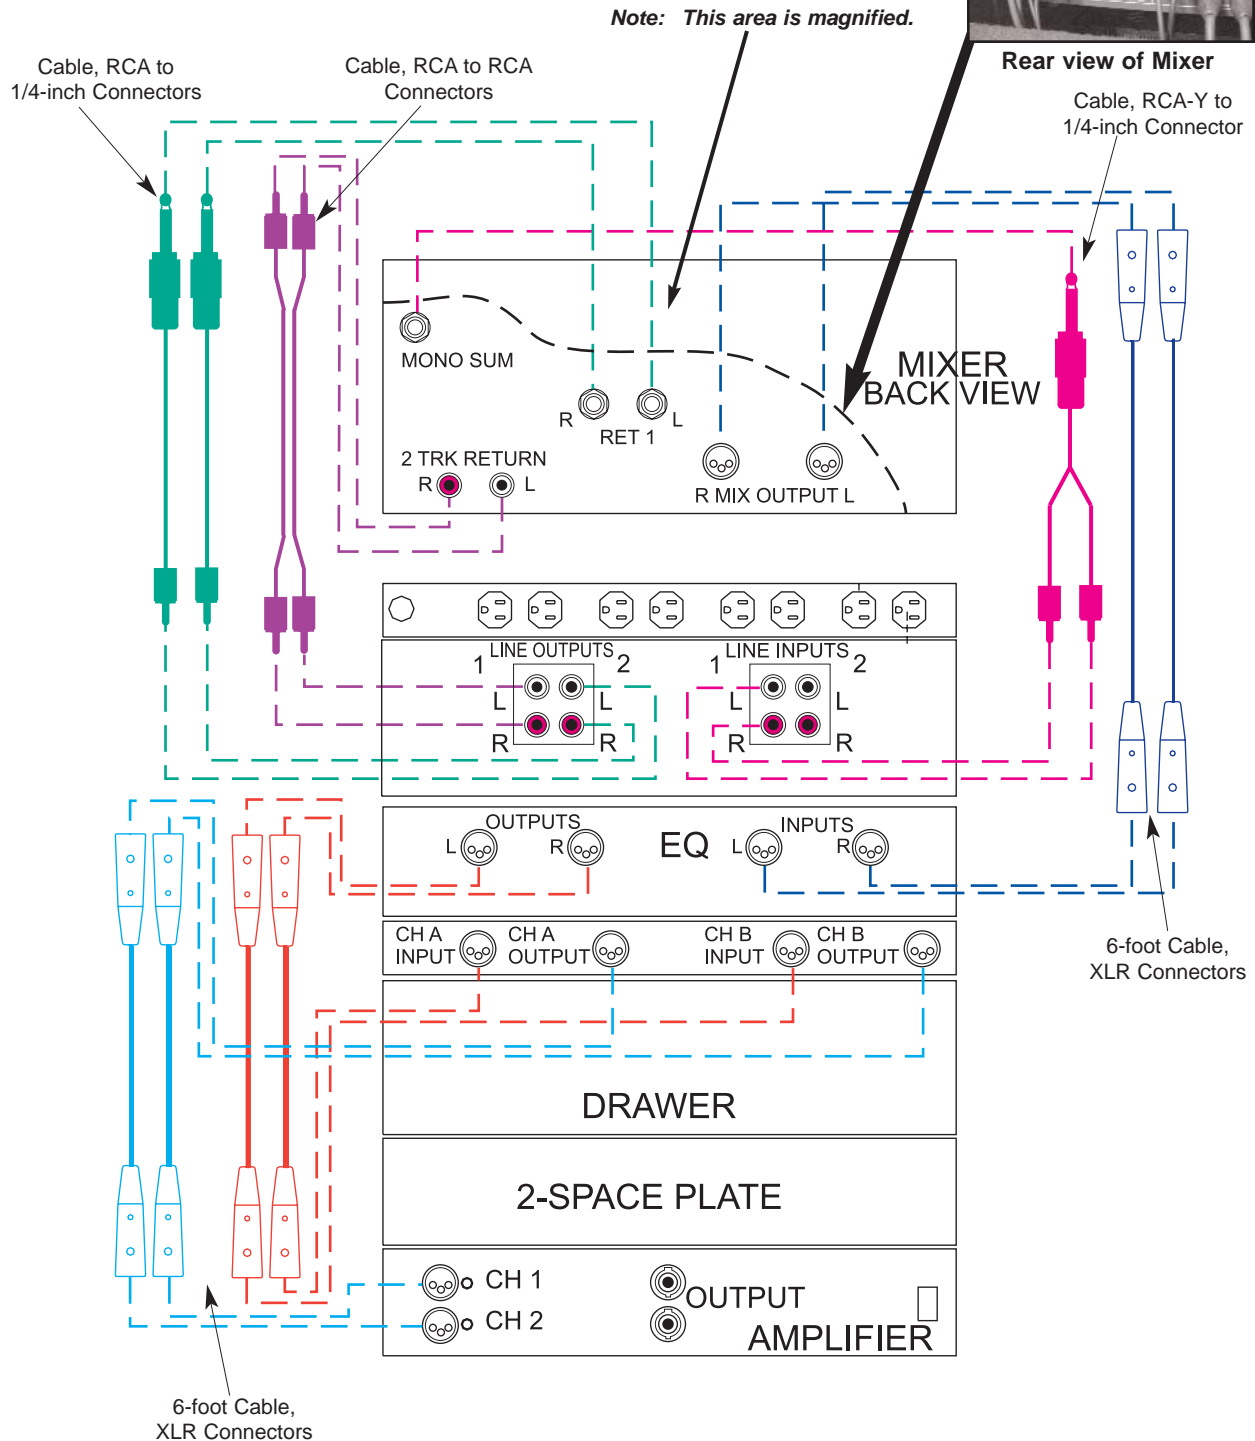 Note: This area is magnified.
Rear view of Mixer
Cable, RCA to
1/4-inch Connectors
Cable, RCA to RCA
Connectors
Cable, RCA-Y to
1/4-inch Connector
MONO SUM
MIXER
BACK VIEW
R
L
RET 1
2 TRK RETURN
R
L
R MIX OUTPUT L
LINE OUTPUTS
1
2
L
L
R
R
LINE INPUTS
1
2
L
L
R
R
OUTPUTS
L
R
EQ
INPUTS
L
R
CH A
INPUT
CH A
OUTPUT
CH B
INPUT
CH B
OUTPUT
6-foot Cable,
XLR Connectors
DRAWER
2-SPACE PLATE
CH 1
CH 2
OUTPUT
AMPLIFIER
6-foot Cable,
XLR Connectors